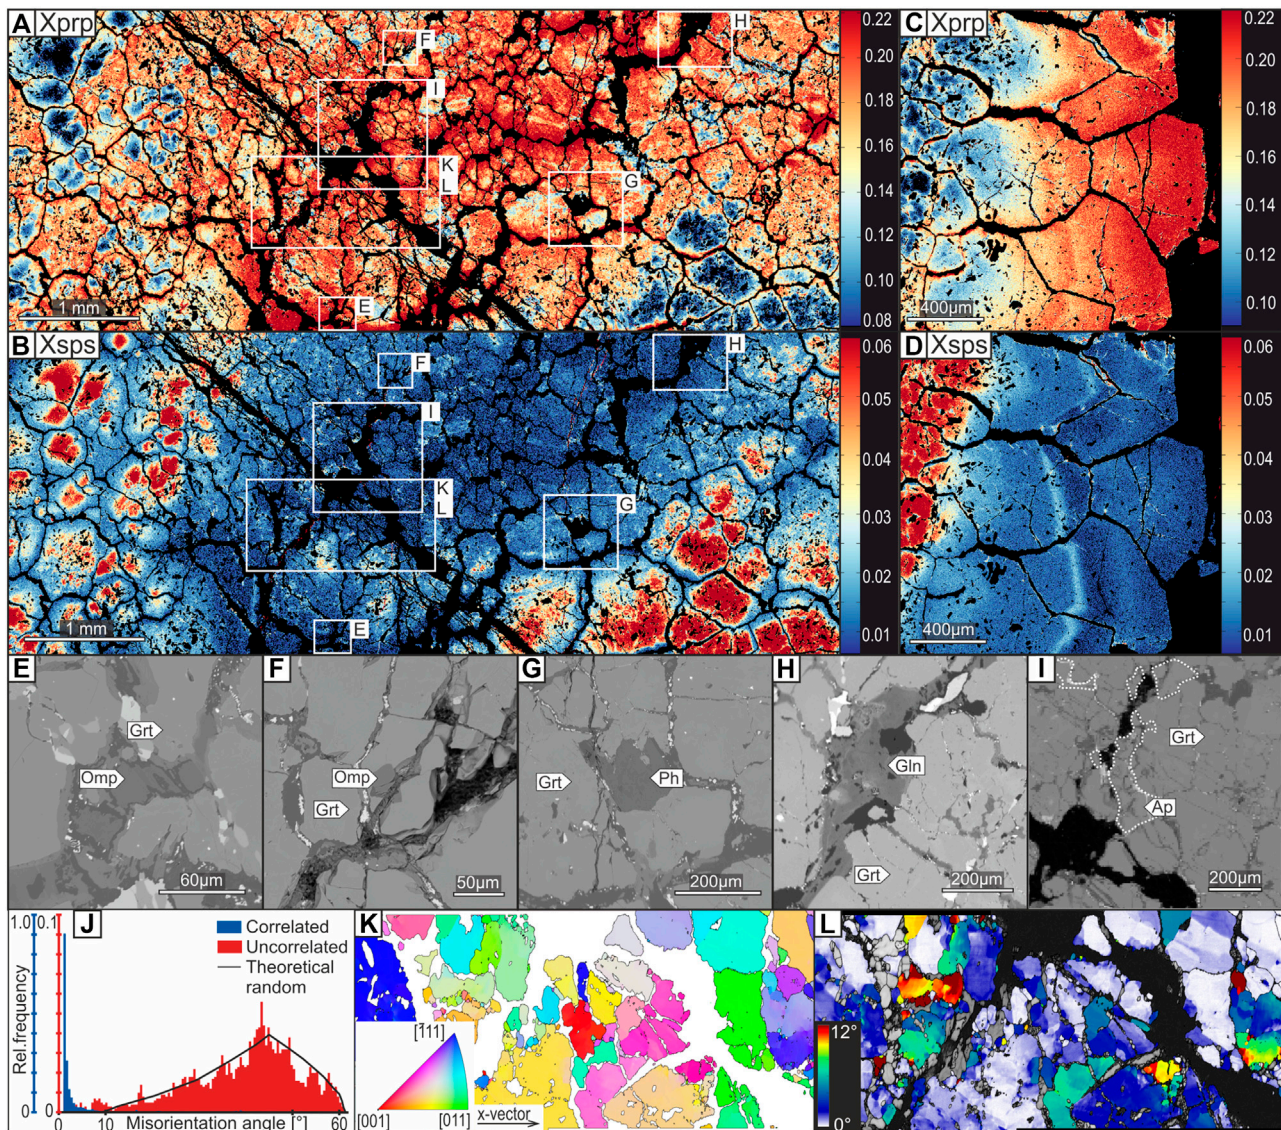 A Xprp
F
H
I
K
L
G
E
1 mm
0.22
0.20
0.18
0.16
0.14
0.12
0.10
0.08
C Xprp
400µm
0.22
0.20
0.18
0.16
0.14
0.12
0.10
B Xsps
F
H
I
K
L
G
E
1 mm
0.06
0.05
0.04
0.03
0.02
0.01
D Xsps
400µm
0.06
0.05
0.04
0.03
0.02
0.01
E
Grt
Omp
60µm
F
Omp
Grt
50µm
G
Grt
Ph
200µm
H
Gln
Grt
200µm
I
Grt
Ap
200µm
J
1.0 0.1
Correlated
Uncorrelated
Theoretical
random
Rel.frequency
0 0
0 10 60
Misorientation angle [°]
K
[1̄11]
[001] [011]
x-vector
L
12°
0°